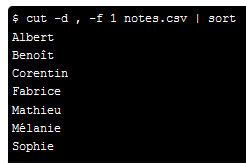 $ cut -d , -f 1 notes.csv | sort
Albert
Benoît
Corentin
Fabrice
Mathieu
Mélanie
Sophie